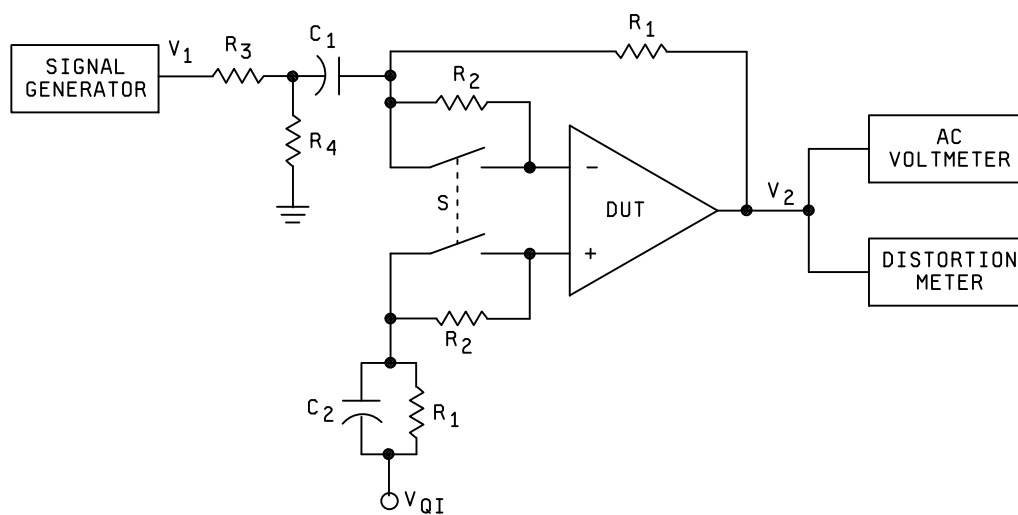 R1
V1
R3
C1
SIGNAL
GENERATOR
R2
R4
AC
VOLTMETER
−
S
DUT
V2
+
DISTORTION
METER
R2
C2
R1
VQI